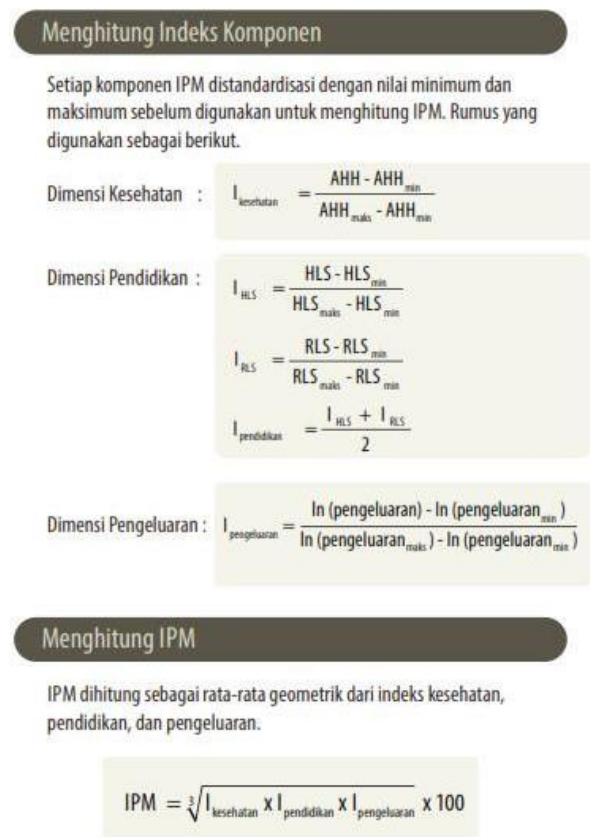 Menghitung Indeks Komponen
Setiap komponen IPM distandardisasi dengan nilai minimum dan
maksimum sebelum digunakan untuk menghitung IPM. Rumus yang
digunakan sebagai berikut.
Dimensi Kesehatan : I kesehatan = AHH - AHH min
AHH maks - AHH min
Dimensi Pendidikan : I HLS = HLS - HLS min
HLS maks - HLS min
I RLS = RLS - RLS min
RLS maks - RLS min
I pendidikan = I HLS + I RLS
2
Dimensi Pengeluaran : I pengeluaran = ln (pengeluaran) - ln (pengeluaran min )
ln (pengeluaran maks ) - ln (pengeluaran min )
Menghitung IPM
IPM dihitung sebagai rata-rata geometrik dari indeks kesehatan,
pendidikan, dan pengeluaran.
IPM = ∛ I kesehatan x I pendidikan x I pengeluaran x 100